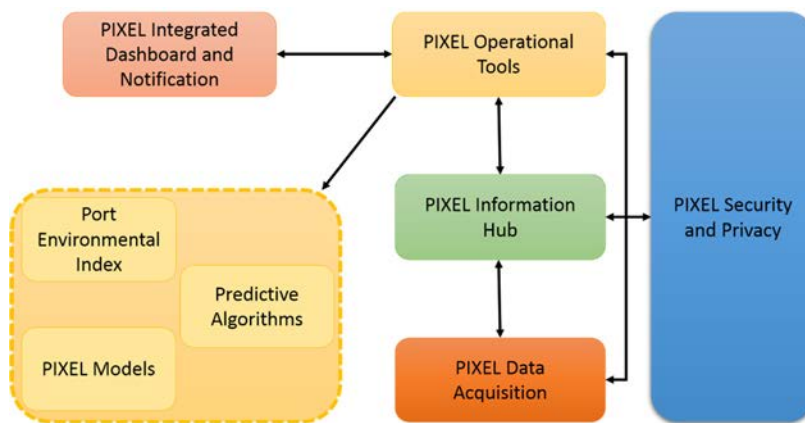 PIXEL Integrated
Dashboard and
Notification
PIXEL Operational
Tools
PIXEL Information
Hub
PIXEL Security
and Privacy
Port
Environmental
Index
Predictive
Algorithms
PIXEL Models
PIXEL Data
Acquisition